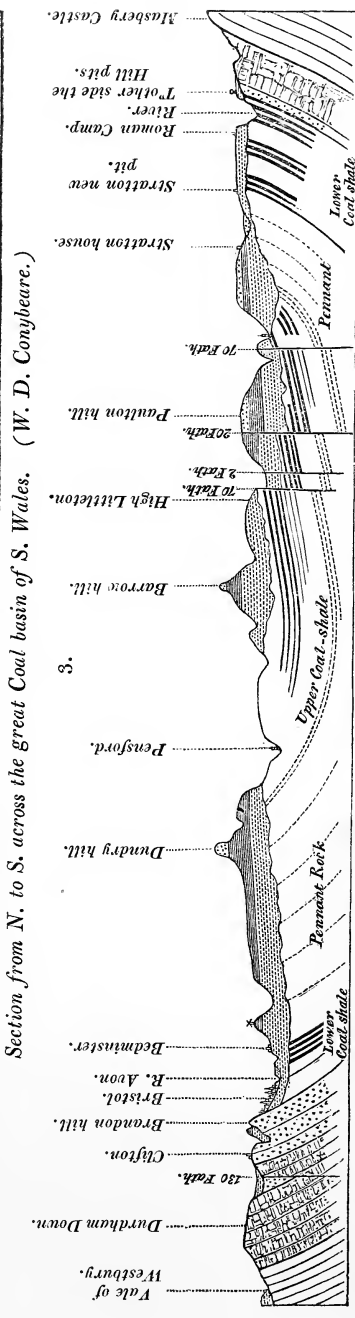 Section from N. to S. across the great Coal basin of S. Wales. (W. D. Conybeare.)
3.
Vale of
Westbury.
Durdham Down.
130 Fath.
Clifton.
Brandon hill.
Bristol.
R. Avon.
Bedminster.
Dundry hill.
Pensford.
Barrow hill.
High Littleton.
70 Fath.
2 Fath.
20 Fath.
Paulton hill.
70 Fath.
Stratton house.
Stratton new
pit.
Roman Camp.
River.
T'other side the
Hill pits.
Masbery Castle.
Lower
Coal shale
Pennant Rock
Upper Coal-shale
Pennant
Lower
Coal shale